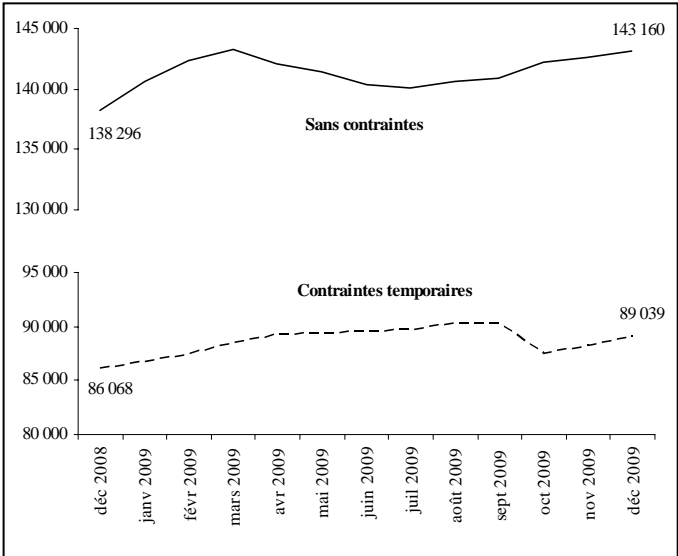 145 000
143 160
140 000
Sans contraintes
138 296
135 000
130 000
95 000
Contraintes temporaires
89 039
90 000
85 000
86 068
80 000
déc 2008
janv 2009
févr 2009
mars 2009
avr 2009
mai 2009
juin 2009
juil 2009
août 2009
sept 2009
oct 2009
nov 2009
déc 2009